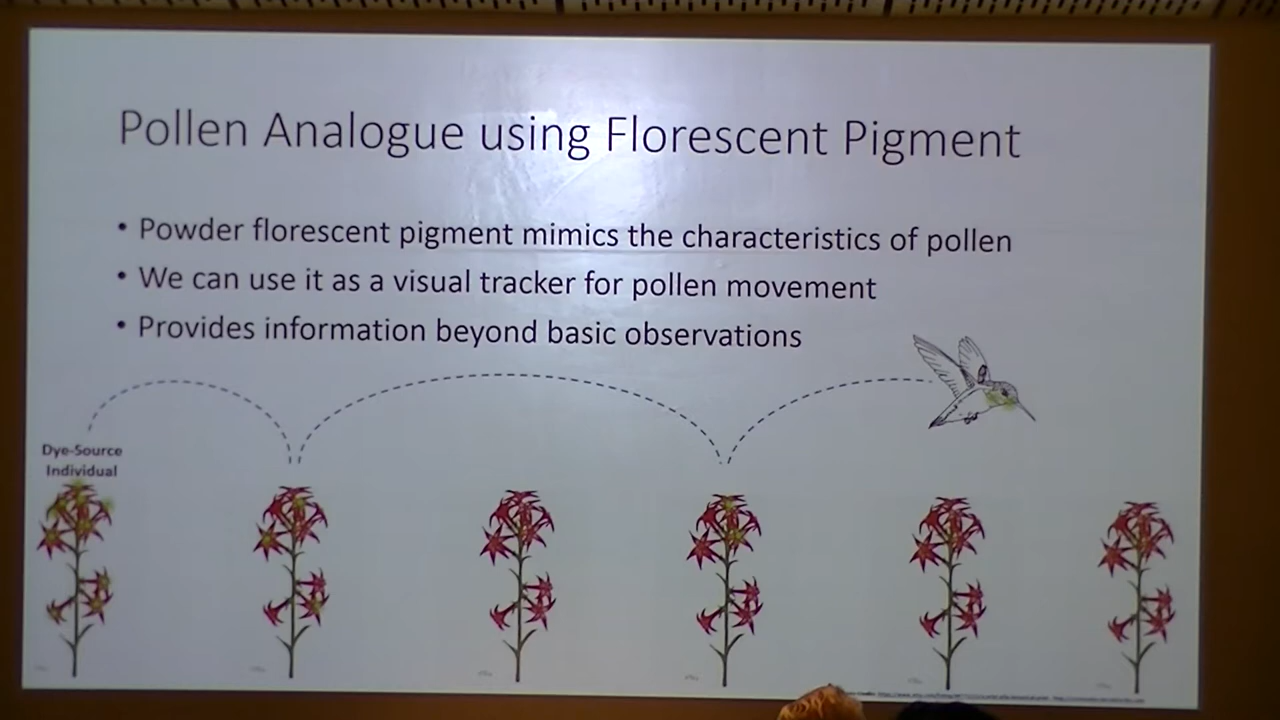 Pollen Analogue using Florescent Pigment
• Powder florescent pigment mimics the characteristics of pollen
• We can use it as a visual tracker for pollen movement
• Provides information beyond basic observations
Dye-Source
Individual